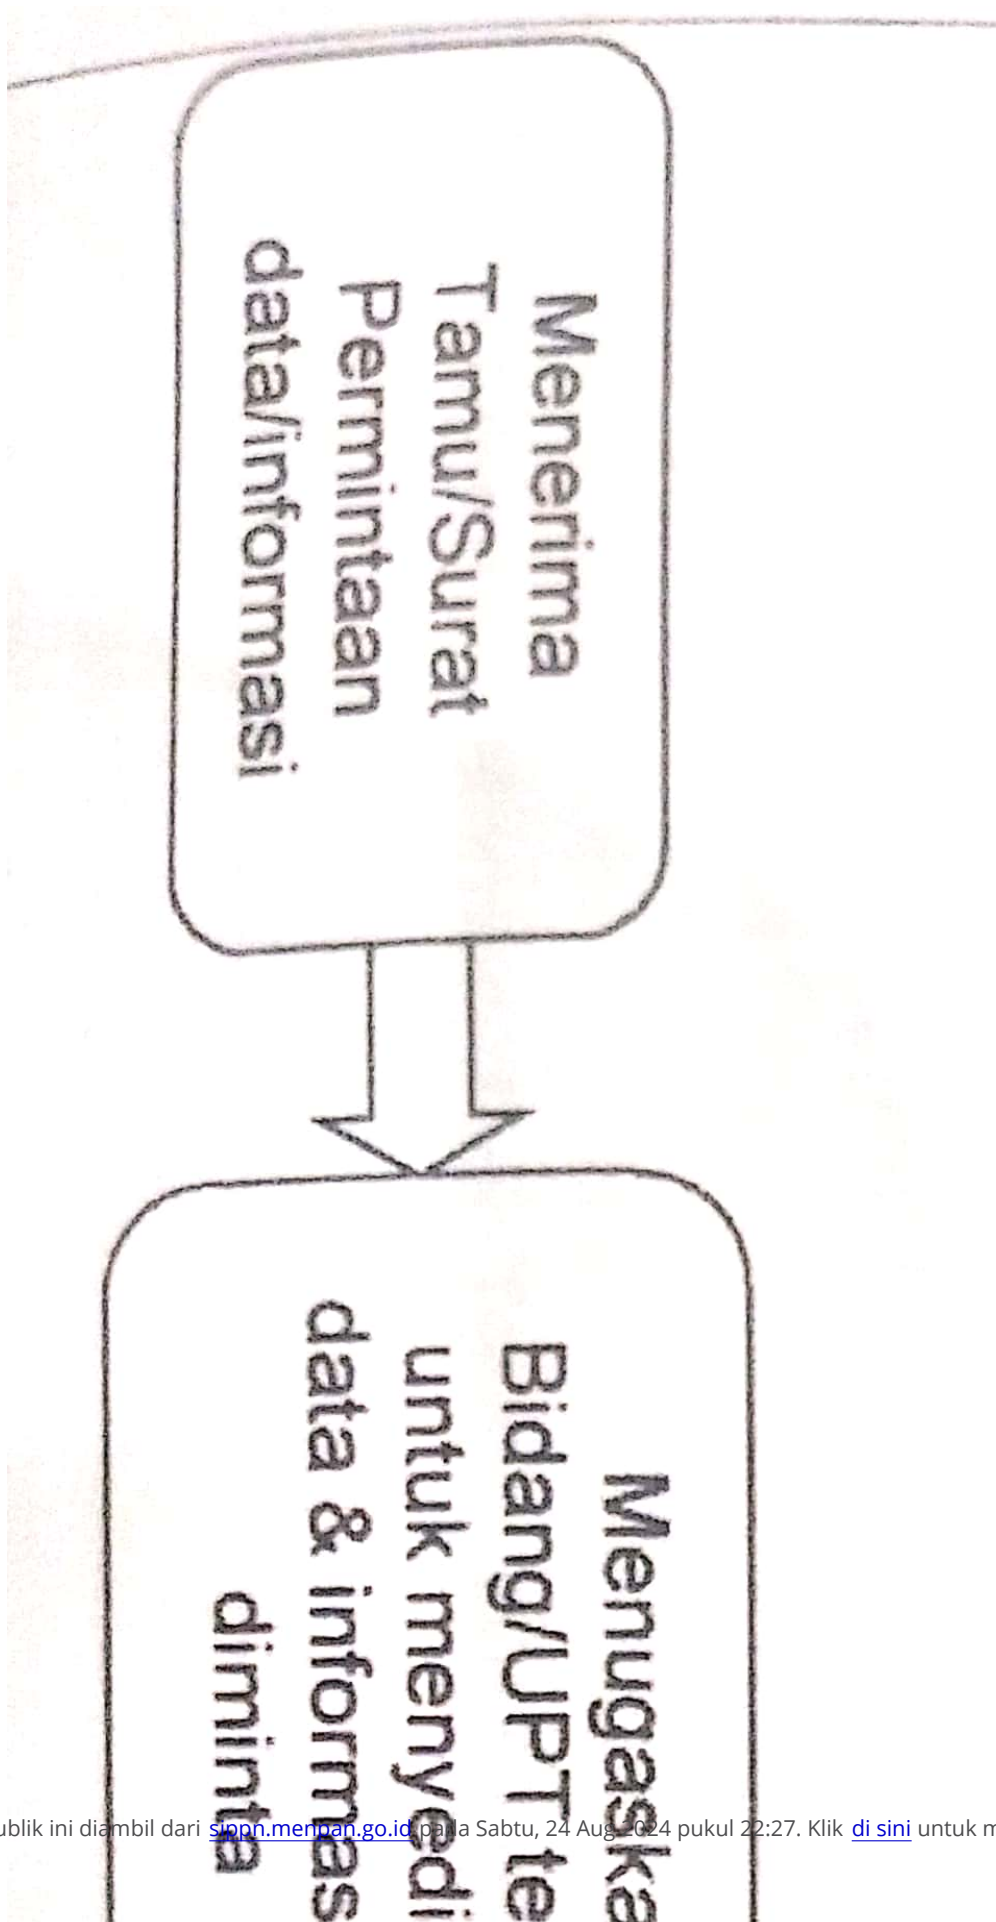 Menerima
Tamu/Surat
Permintaan
data/informasi
Menugaska
Bidang/UPT te
untuk menyedi
data & informas
diminta
ublik ini diambil dari sippn.menpan.go.id pada Sabtu, 24 Aug 2024 pukul 22:27. Klik di sini untuk m